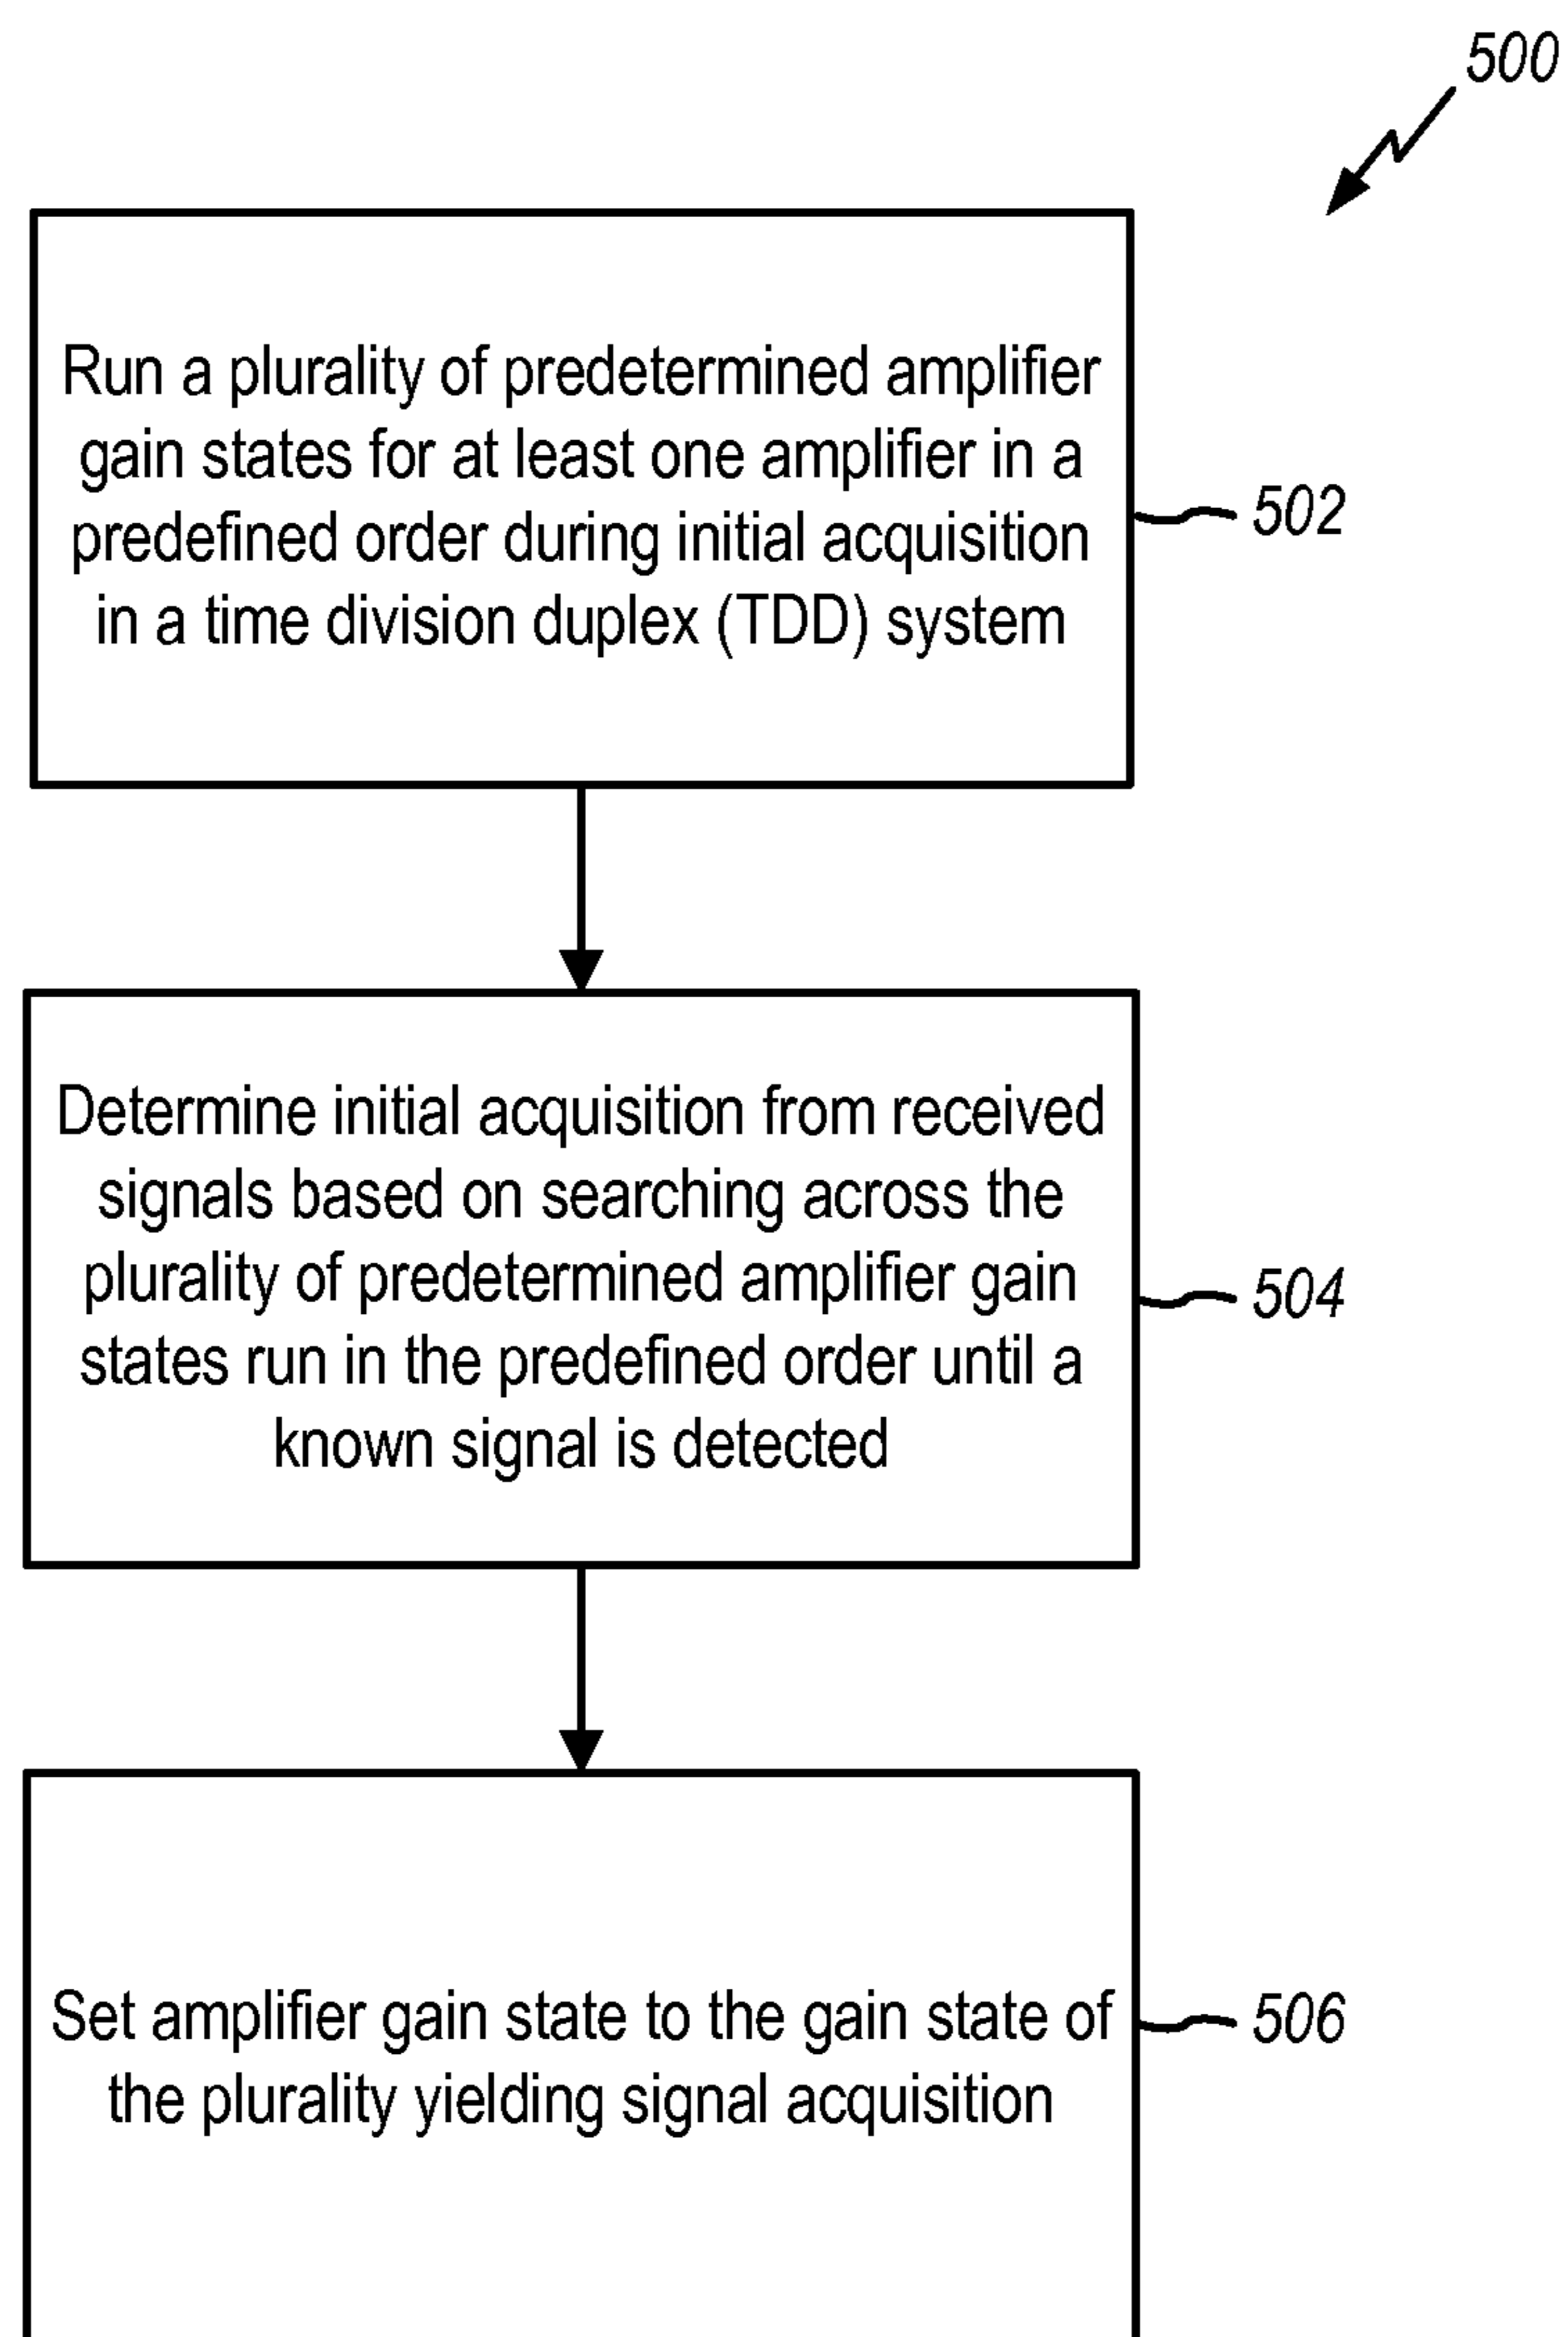 500
Run a plurality of predetermined amplifier
gain states for at least one amplifier in a
predefined order during initial acquisition
in a time division duplex (TDD) system
502
Determine initial acquisition from received
signals based on searching across the
plurality of predetermined amplifier gain
states run in the predefined order until a
known signal is detected
504
Set amplifier gain state to the gain state of
the plurality yielding signal acquisition
506